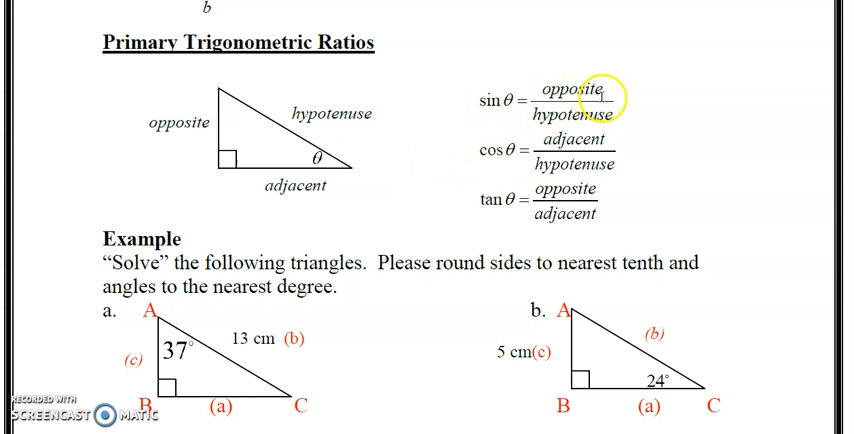 b
Primary Trigonometric Ratios
opposite
hypotenuse
θ
adjacent
sin θ = opposite / hypotenuse
cos θ = adjacent / hypotenuse
tan θ = opposite / adjacent
Example
“Solve” the following triangles.  Please round sides to nearest tenth and
angles to the nearest degree.
a. A
13 cm (b)
37°
(c)
B (a) C
b. A
(b)
5 cm(c)
24°
B (a) C
RECORDED WITH
SCREENCAST MATIC